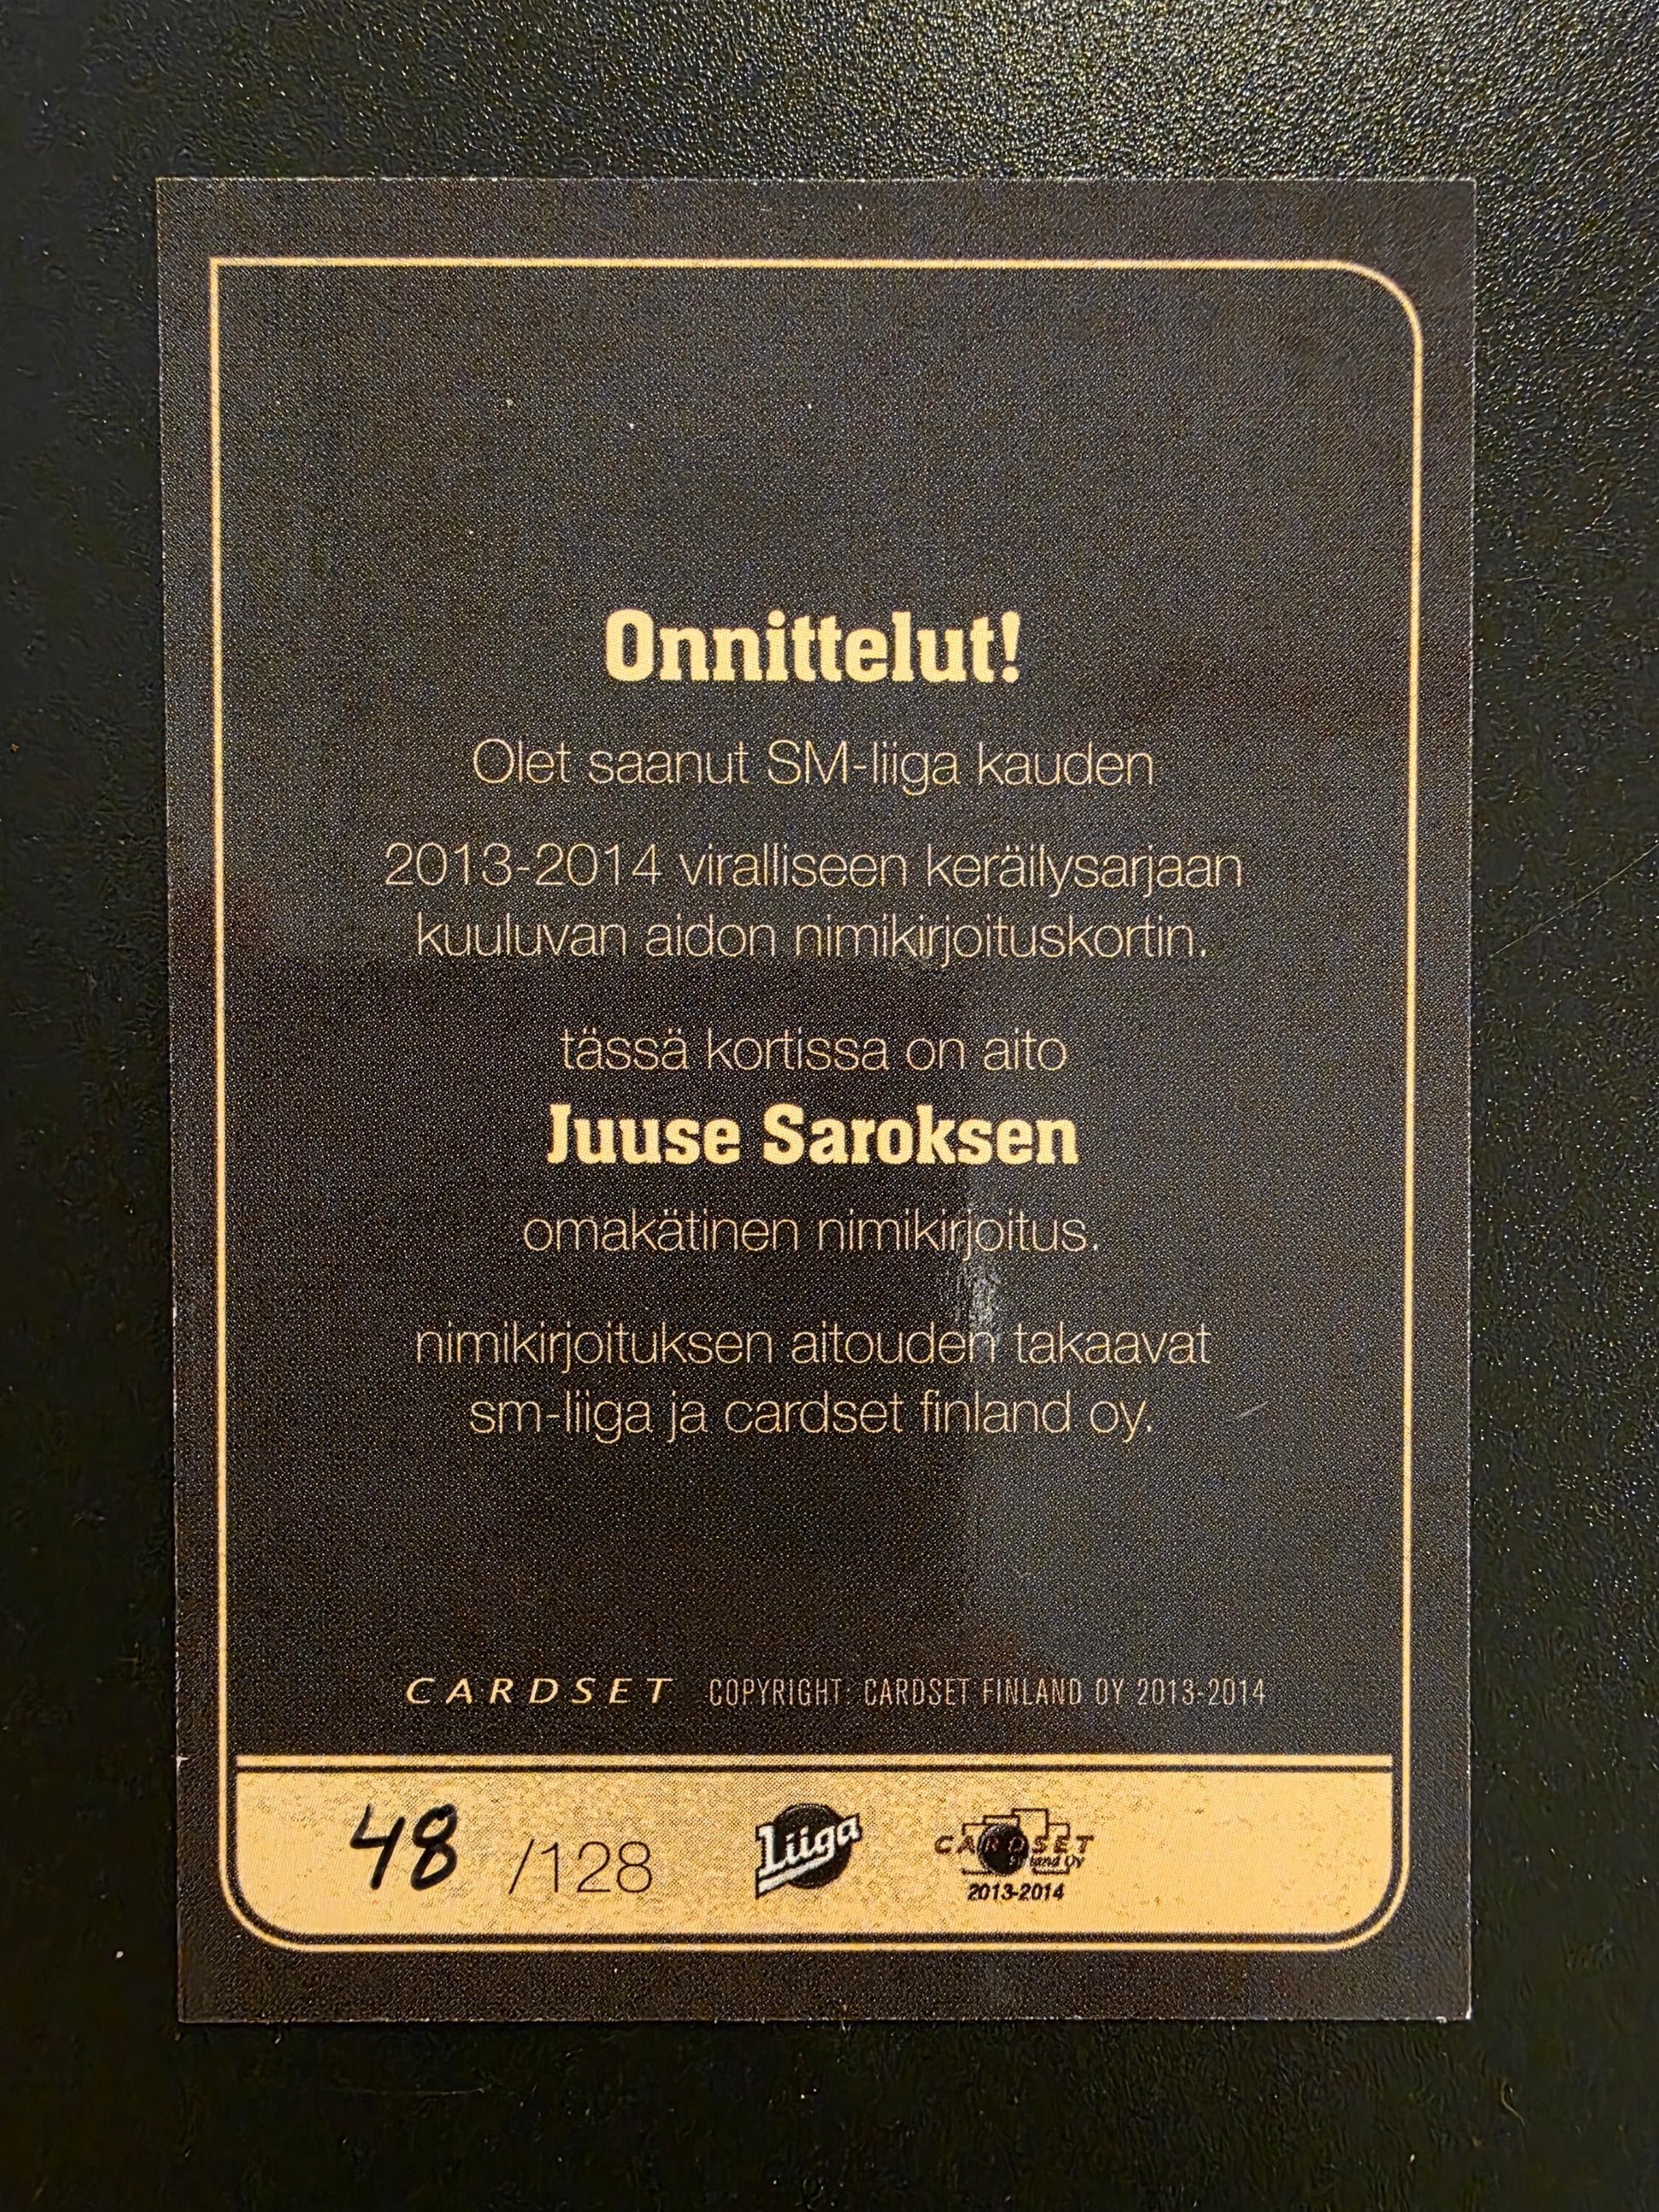 Onnittelut!
Olet saanut SM-liiga kauden
2013-2014 viralliseen keräilysarjaan
kuuluvan aidon nimikirjoituskortin.
tässä kortissa on aito
Juuse Saroksen
omakätinen nimikirjoitus.
nimikirjoituksen aitouden takaavat
sm-liiga ja cardset finland oy.
CARDSET COPYRIGHT: CARDSET FINLAND OY 2013-2014
48 /128 Liiga CARDSET
Oy
2013-2014